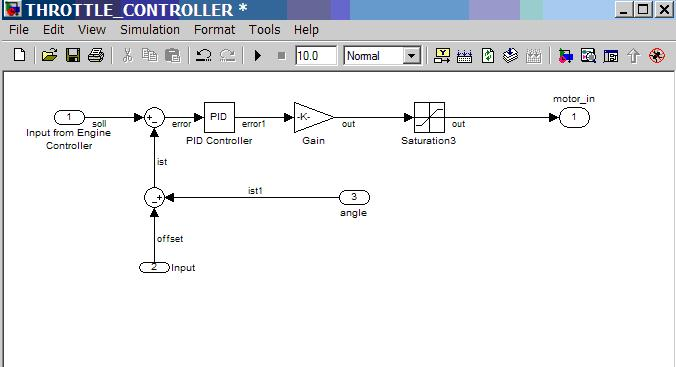 THROTTLE_CONTROLLER *
File Edit View Simulation Format Tools Help
10.0 Normal
motor_in
1 soll + - error PID error1 -K- out out 1
Input from Engine
Controller
PID Controller Gain Saturation3
ist
- + ist1 3
angle
offset
2 Input